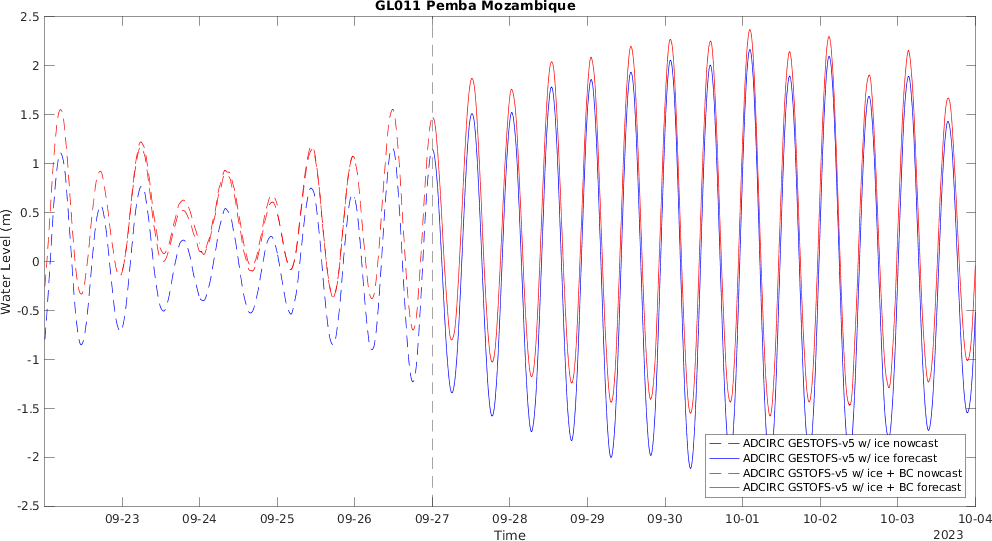 GL011 Pemba Mozambique
2.5
2
1.5
1
0.5
0
-0.5
-1
-1.5
-2
-2.5
Water Level (m)
ADCIRC GESTOFS-v5 w/ ice nowcast
ADCIRC GESTOFS-v5 w/ ice forecast
ADCIRC GSTOFS-v5 w/ ice + BC nowcast
ADCIRC GSTOFS-v5 w/ ice + BC forecast
09-23 09-24 09-25 09-26 09-27 09-28 09-29 09-30 10-01 10-02 10-03 10-04
Time
2023